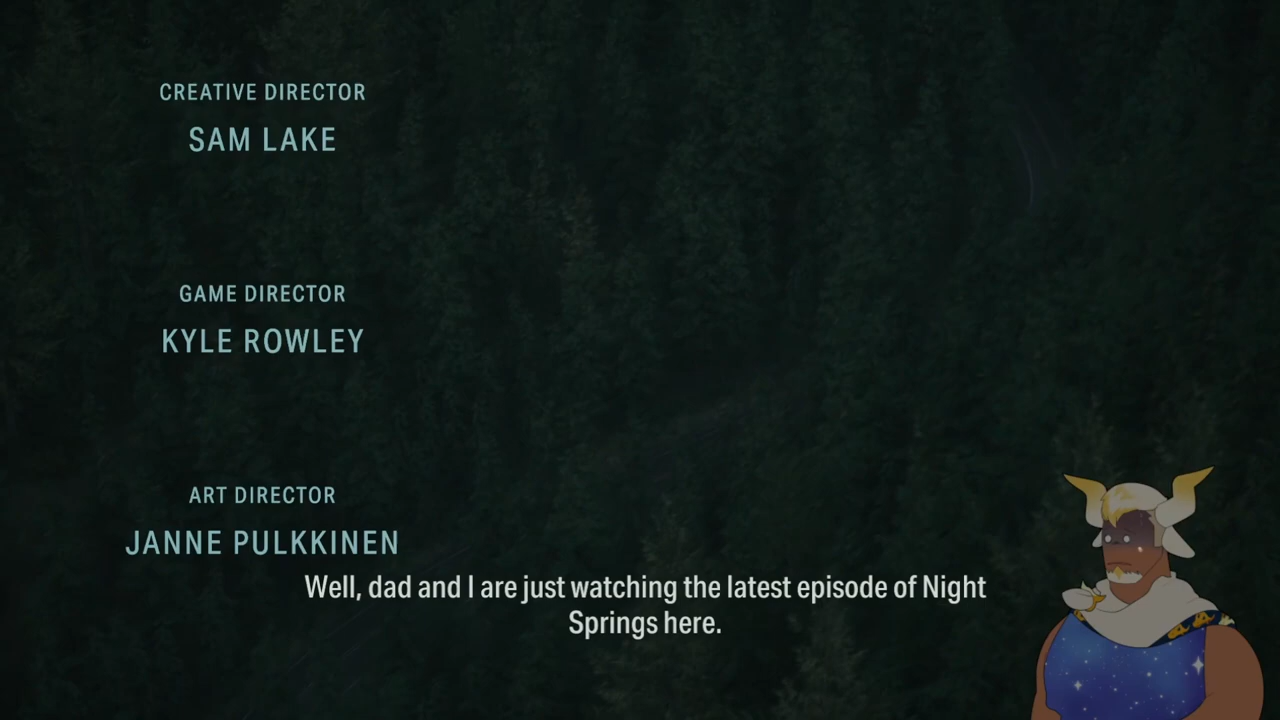 CREATIVE DIRECTOR
SAM LAKE
GAME DIRECTOR
KYLE ROWLEY
ART DIRECTOR
JANNE PULKKINEN
Well, dad and I are just watching the latest episode of Night
Springs here.